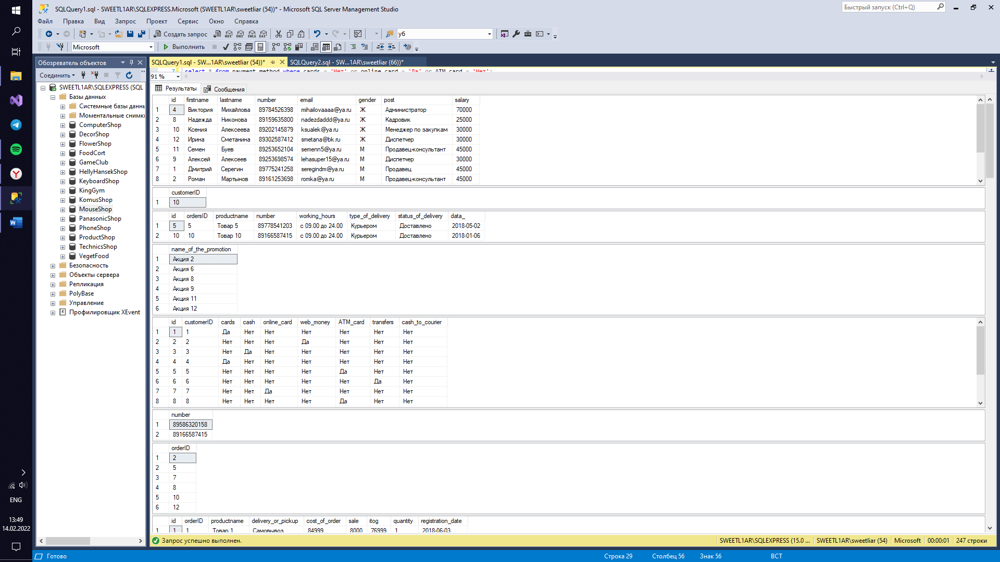 SQLQuery1.sql - SWEETL1AR\SQLEXPRESS.Microsoft (SWEETL1AR\sweetliar (54))* - Microsoft SQL Server Management Studio
Быстрый запуск (Ctrl+Q)
Файл Правка Вид Запрос Проект Сервис Окно Справка
Создать запрос MDX DMX XMLA DAX уб
Microsoft Выполнить
Обозреватель объектов
SQLQuery1.sql - SW...1AR\sweetliar (54))*
SQLQuery2.sql - SW...1AR\sweetliar (66))*
7 select * from payment_method where cards = 'Нет' or online_card = 'Да' or ATM_card = 'Нет';
91 %
Соединить
SWEETL1AR\SQLEXPRESS (SQL
Базы данных
Системные базы данн
Моментальные снимки
ComputerShop
DecorShop
FlowerShop
FoodCort
GameClub
HellyHansekShop
KeyboardShop
KingGym
KomusShop
MouseShop
PanasonicShop
PhoneShop
ProductShop
TechnicsShop
VegetFood
Безопасность
Объекты сервера
Репликация
PolyBase
Управление
Профилировщик XEvent
Результаты Сообщения
id firstname lastname number email gender post salary
1 4 Виктория Михайлова 89784526398 mihailovaaaa@ya.ru Ж Администратор 70000
2 8 Надежда Никонова 89159635800 nadezdaddd@ya.ru Ж Кадровик 25000
3 10 Ксения Алексеева 89202145879 ksualek@ya.ru Ж Менеджер по закупкам 30000
4 12 Ирина Сметанина 89302587412 smetana@bk.ru Ж Диспетчер 30000
5 11 Семен Буев 89253652104 semenn5@ya.ru М Продавец-консультант 45000
6 9 Алексей Алексеев 89253698574 lehasuper15@ya.ru М Диспетчер 30000
7 1 Дмитрий Серегин 89775241258 seregindm@ya.ru М Продавец 45000
8 2 Роман Мартынов 89161253698 romka@ya.ru М Продавец-консультант 45000
customerID
1 10
id ordersID productname number working_hours type_of_delivery status_of_delivery data_
1 5 5 Товар 5 89778541203 с 09.00 до 24.00 Курьером Доставлено 2018-05-02
2 10 10 Товар 10 89166587415 с 09.00 до 24.00 Курьером Доставлено 2018-01-06
name_of_the_promotion
1 Акция 2
2 Акция 6
3 Акция 8
4 Акция 9
5 Акция 11
6 Акция 12
id customerID cards cash online_card web_money ATM_card transfers cash_to_courier
1 1 1 Да Нет Нет Нет Нет Нет Нет
2 2 2 Нет Нет Нет Да Нет Нет Нет
3 3 3 Нет Да Нет Нет Нет Нет Нет
4 4 4 Да Нет Нет Нет Нет Нет Нет
5 5 5 Нет Нет Нет Нет Да Нет Нет
6 6 6 Нет Нет Нет Нет Нет Да Нет
7 7 7 Нет Нет Да Нет Нет Нет Нет
8 8 8 Нет Нет Нет Нет Да Нет Нет
number
1 89586320158
2 89166587415
orderID
1 2
2 5
3 7
4 8
5 10
6 12
id orderID productname delivery_or_pickup cost_of_order sale itog quantity registration_date
1 1 1 Товар 1 Самовывоз 84999 8000 76999 1 2018-06-03
Запрос успешно выполнен.
SWEETL1AR\SQLEXPRESS (15.0 ... SWEETL1AR\sweetliar (54) Microsoft 00:00:01 247 строки
Готово
Строка 29 Столбец 56 Знак 56 ВСТ
ENG
13:49
14.02.2022